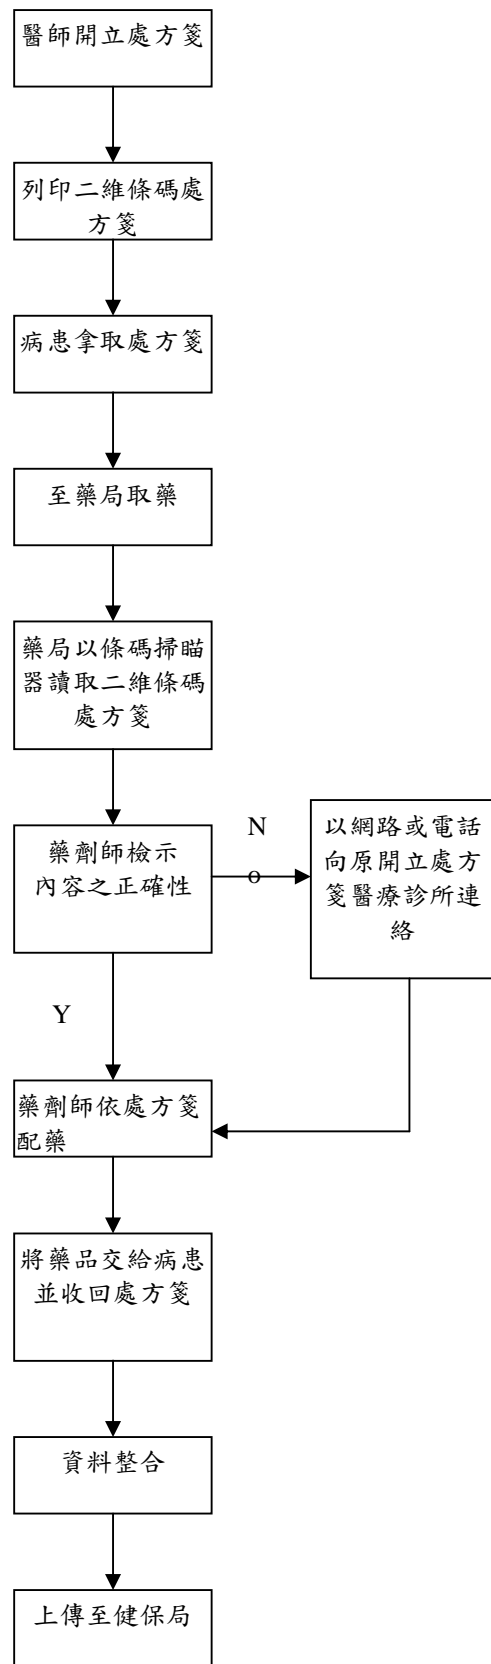 醫師開立處方箋
列印二維條碼處
方箋
病患拿取處方箋
至藥局取藥
藥局以條碼掃瞄
器讀取二維條碼
處方箋
藥劑師檢示
內容之正確性
N
o
以網路或電話
向原開立處方
箋醫療診所連
絡
Y
藥劑師依處方箋
配藥
將藥品交給病患
並收回處方箋
資料整合
上傳至健保局